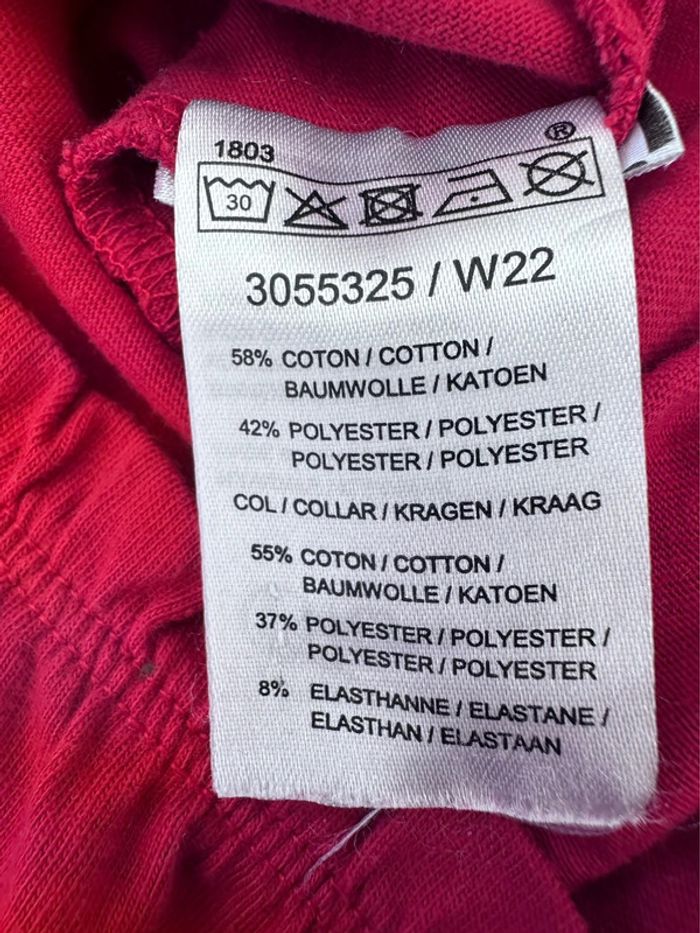 1803 ®
30
3055325 / W22
58% COTON / COTTON /
BAUMWOLLE / KATOEN
42% POLYESTER / POLYESTER /
POLYESTER / POLYESTER
COL / COLLAR / KRAGEN / KRAAG
55% COTON / COTTON /
BAUMWOLLE / KATOEN
37% POLYESTER / POLYESTER /
POLYESTER / POLYESTER
8% ELASTHANNE / ELASTANE /
ELASTHAN / ELASTAAN